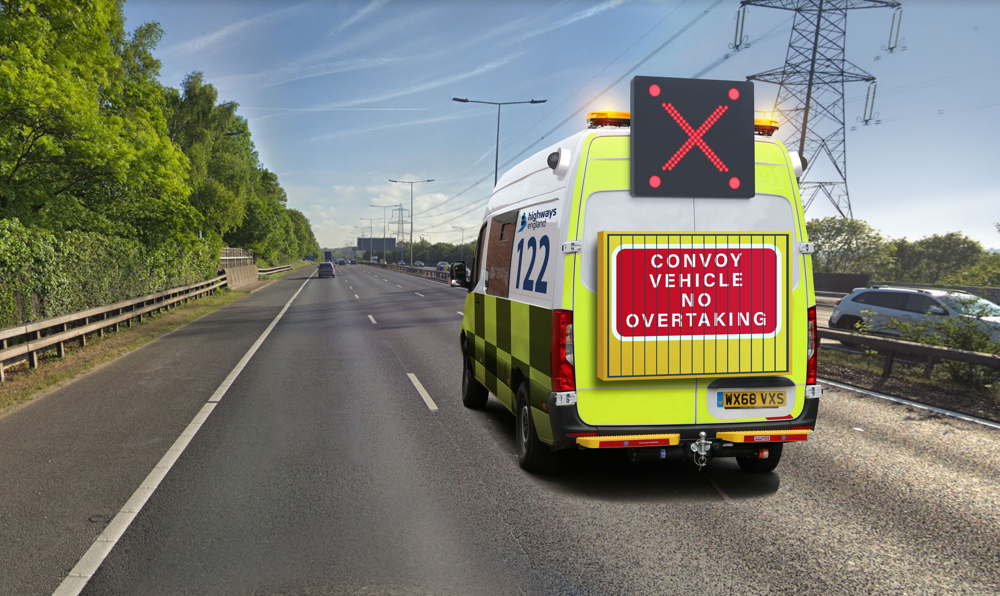 highways
england
122
CONVOY
VEHICLE
NO
OVERTAKING
WX68 VXS